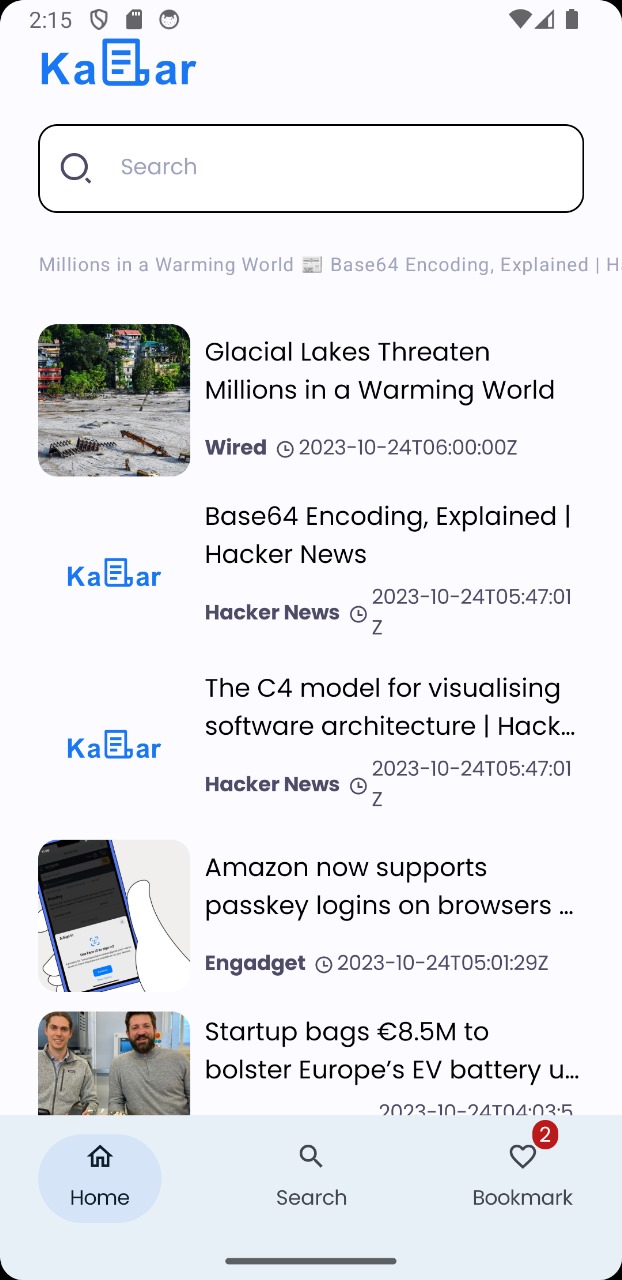 2:15
Ka ar
Search
Millions in a Warming World 📰 Base64 Encoding, Explained | H
Glacial Lakes Threaten
Millions in a Warming World
Wired 2023-10-24T06:00:00Z
Base64 Encoding, Explained |
Hacker News
Ka ar
Hacker News 2023-10-24T05:47:01
Z
The C4 model for visualising
software architecture | Hack...
Ka ar
Hacker News 2023-10-24T05:47:01
Z
Amazon now supports
passkey logins on browsers ...
Engadget 2023-10-24T05:01:29Z
Startup bags €8.5M to
bolster Europe’s EV battery u...
2023-10-24T04:03:5
2
Home
Search
Bookmark